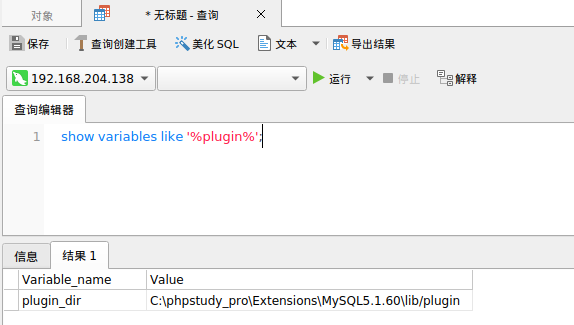 对象
* 无标题 - 查询
保存 查询创建工具 美化 SQL 文本 导出结果
192.168.204.138 运行 停止 解释
查询编辑器
1 show variables like '%plugin%';
信息 结果 1
Variable_name Value
plugin_dir C:\phpstudy_pro\Extensions\MySQL5.1.60\lib/plugin